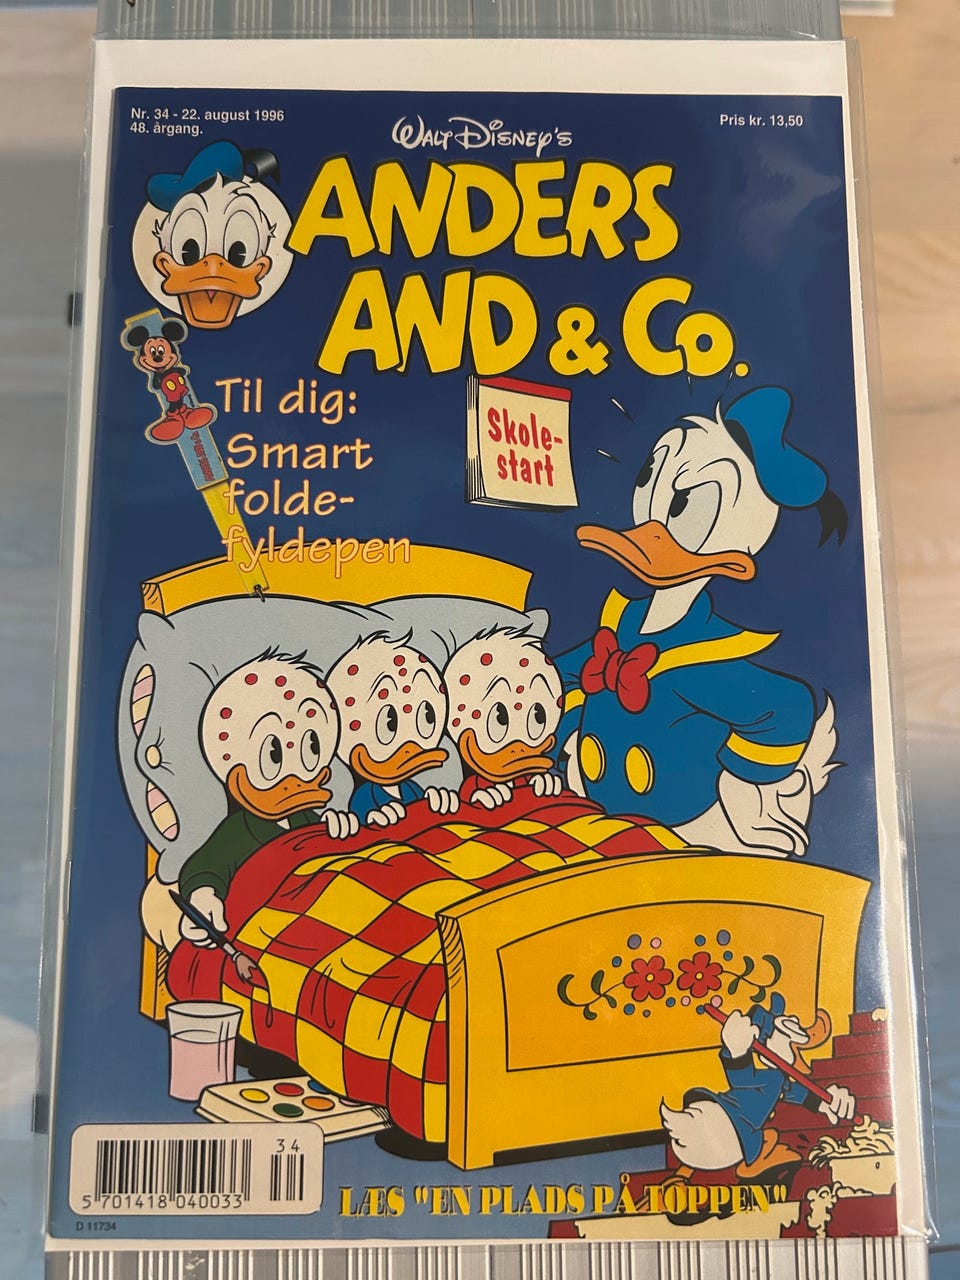 Nr. 34 - 22. august 1996
48. årgang.
Pris kr. 13,50
WALT DISNEY'S
ANDERS
AND & Co.
Til dig:
Smart
folde-
fyldepen
Skole-
start
34
5 701418 040033
D 11734
LÆS "EN PLADS PÅ TOPPEN"